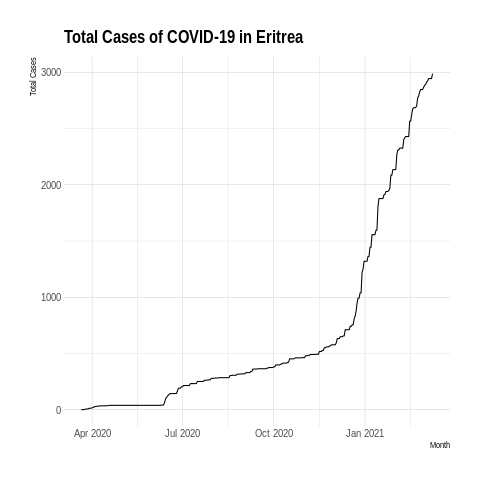 Total Cases of COVID-19 in Eritrea
Total Cases
3000
2000
1000
0
Apr 2020 Jul 2020 Oct 2020 Jan 2021
Month